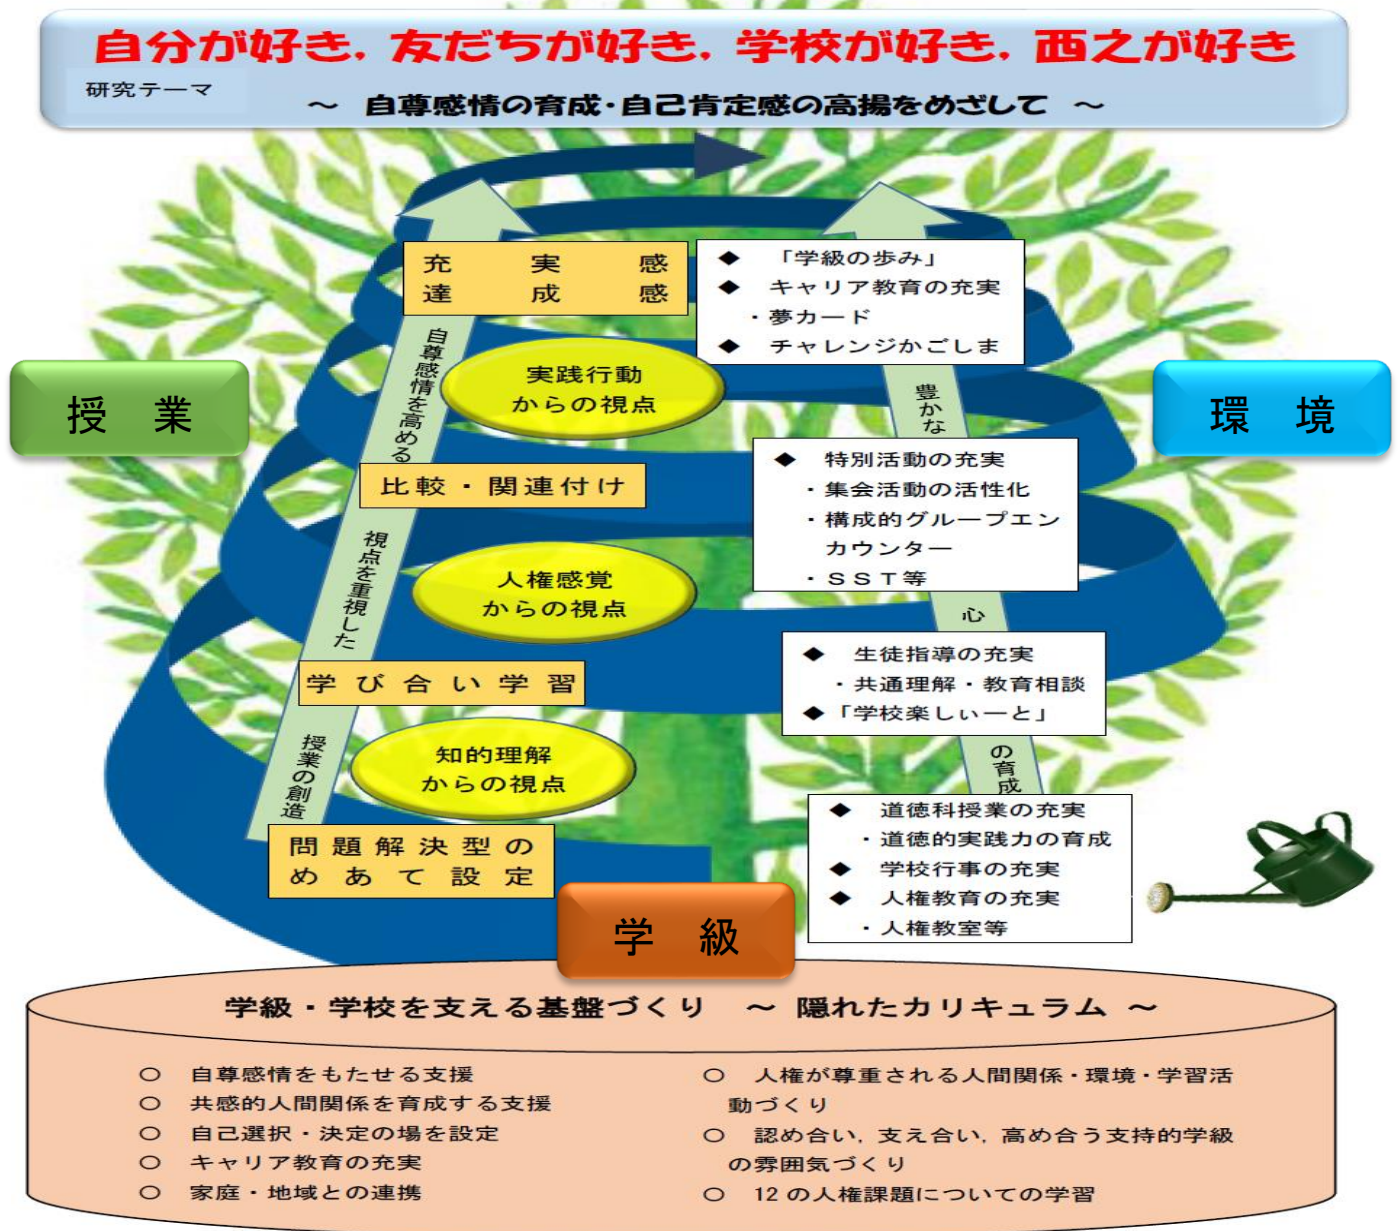 自分が好き，友だちが好き，学校が好き，西之が好き
研究テーマ
～ 自尊感情の育成・自己肯定感の高揚をめざして ～
授 業
環 境
充 実 感
達 成 感
自尊感情を高める
実践行動
からの視点
比較・関連付け
視点を重視した
人権感覚
からの視点
学び合い学習
授業の創造
知的理解
からの視点
問題解決型の
めあて設定
◆ 「学級の歩み」
◆ キャリア教育の充実
・夢カード
◆ チャレンジかごしま
豊かな
◆ 特別活動の充実
・集会活動の活性化
・構成的グループエン
カウンター
・ＳＳＴ等
心
◆ 生徒指導の充実
・共通理解・教育相談
◆「学校楽しぃーと」
の育成
◆ 道徳科授業の充実
・道徳的実践力の育成
◆ 学校行事の充実
◆ 人権教育の充実
・人権教室等
学 級
学級・学校を支える基盤づくり ～ 隠れたカリキュラム ～
○ 自尊感情をもたせる支援
○ 共感的人間関係を育成する支援
○ 自己選択・決定の場を設定
○ キャリア教育の充実
○ 家庭・地域との連携
○ 人権が尊重される人間関係・環境・学習活
動づくり
○ 認め合い，支え合い，高め合う支持的学級
の雰囲気づくり
○ 12の人権課題についての学習